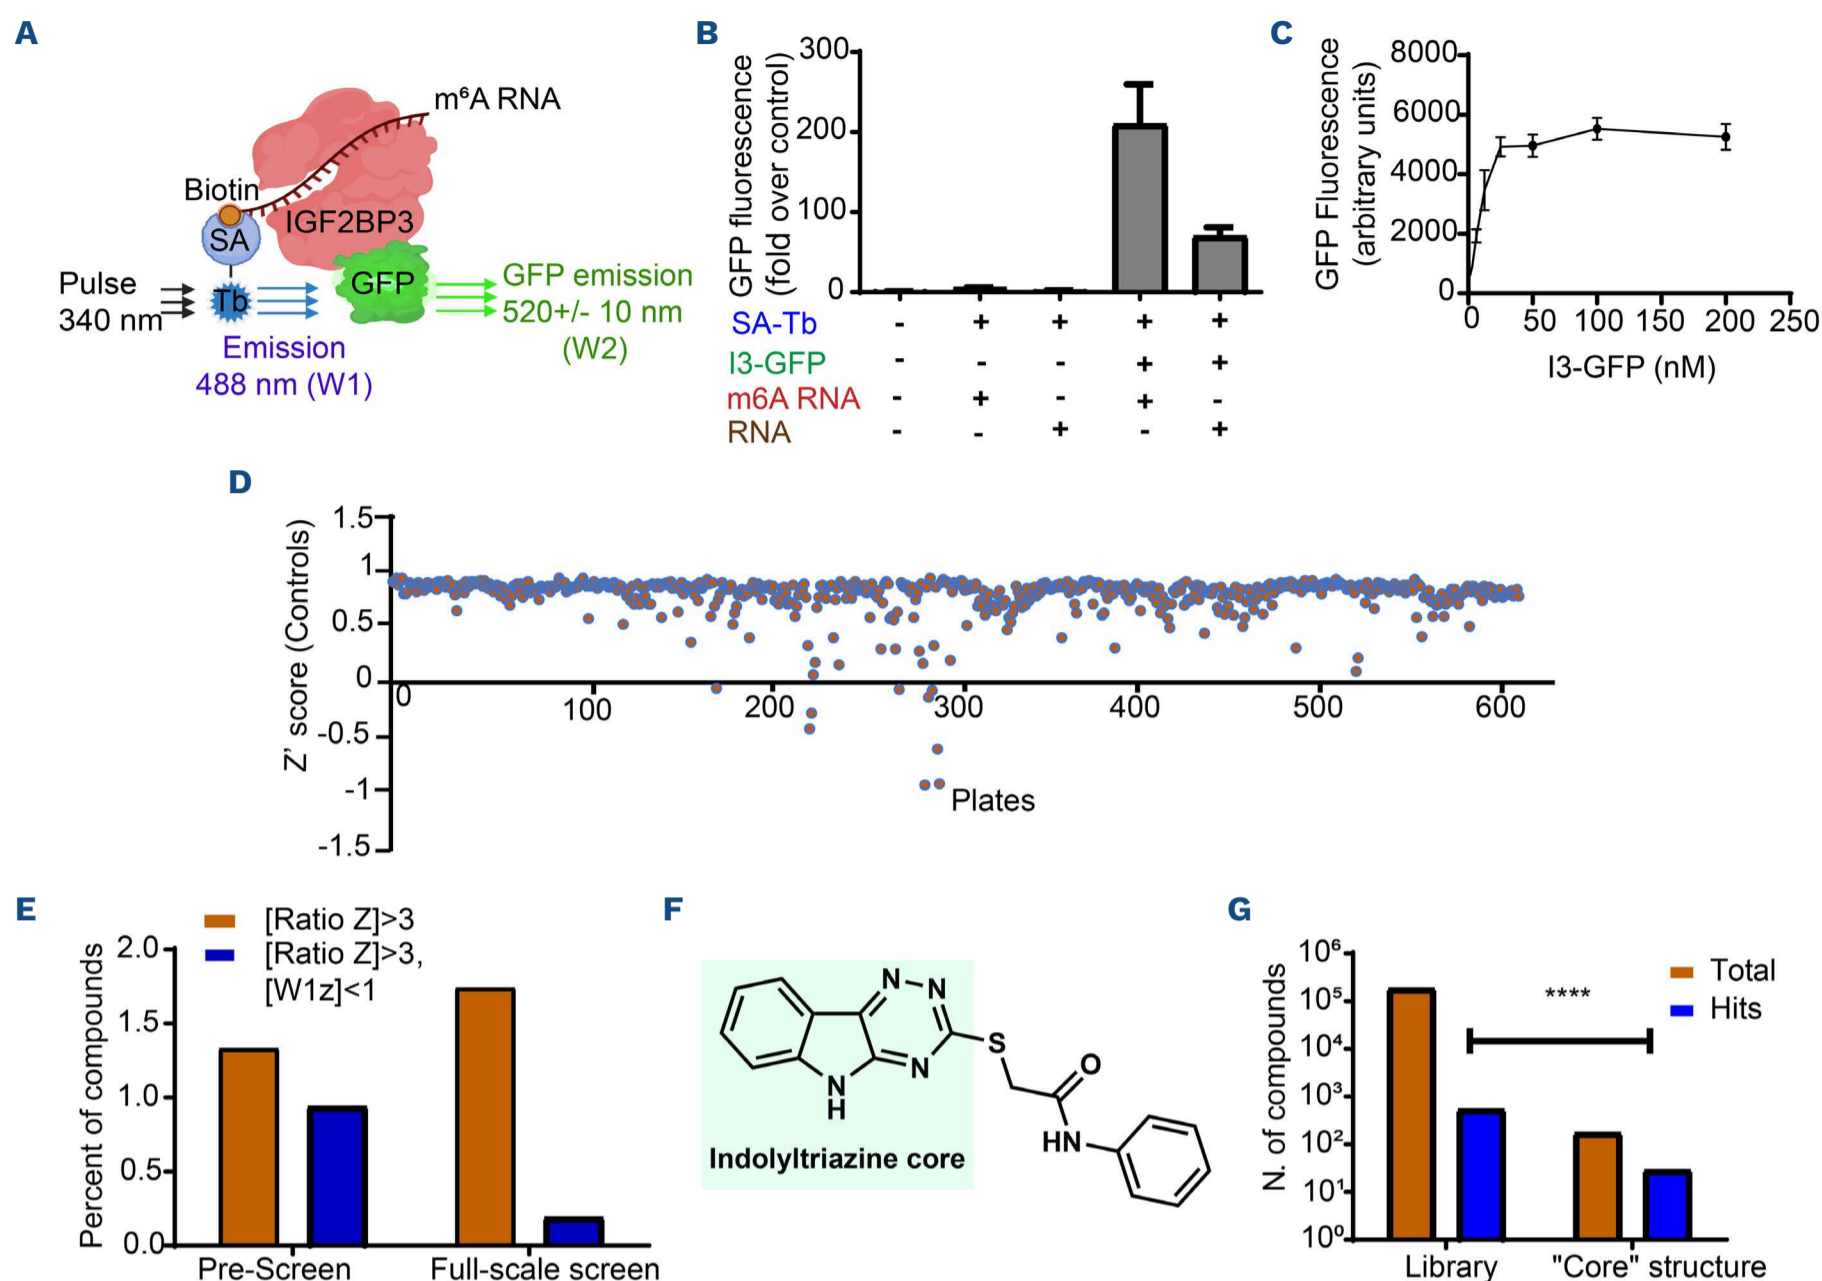 A
m⁶A RNA
Biotin
IGF2BP3
SA
Pulse
340 nm
Tb
GFP
GFP emission
520+/- 10 nm
(W2)
Emission
488 nm (W1)
B
GFP fluorescence
(fold over control)
300
200
100
0
SA-Tb - + + + +
I3-GFP - - - + +
m6A RNA - + - + -
RNA - - + - +
C
GFP Fluorescence
(arbitrary units)
8000
6000
4000
2000
0
0 50 100 150 200 250
I3-GFP (nM)
D
Z' score (Controls)
1.5
1
0.5
0
-0.5
-1
-1.5
0 100 200 300 400 500 600
Plates
E
[Ratio Z]>3
[Ratio Z]>3,
[W1z]<1
Percent of compounds
2.0
1.5
1.0
0.5
0.0
Pre-Screen Full-scale screen
F
N N
S
N
N
H
O
HN
Indolyltriazine core
G
N. of compounds
10⁶
10⁵
10⁴
10³
10²
10¹
10⁰
****
Total
Hits
Library "Core" structure